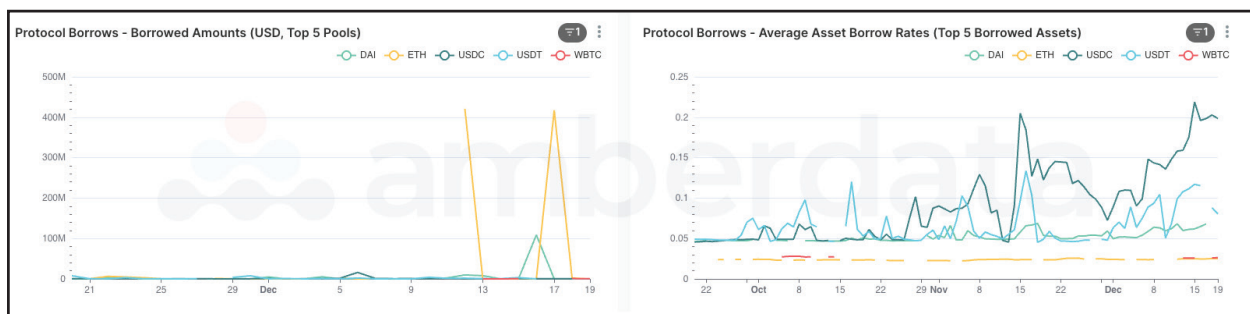 Protocol Borrows - Borrowed Amounts (USD, Top 5 Pools)
1
DAI ETH USDC USDT WBTC
500M
400M
300M
200M
100M
0
21 25 29 Dec 5 9 13 17 19
Protocol Borrows - Average Asset Borrow Rates (Top 5 Borrowed Assets)
1
DAI ETH USDC USDT WBTC
0.25
0.2
0.15
0.1
0.05
0
22 Oct 8 15 22 29 Nov 8 15 22 Dec 8 15 19
amberdata